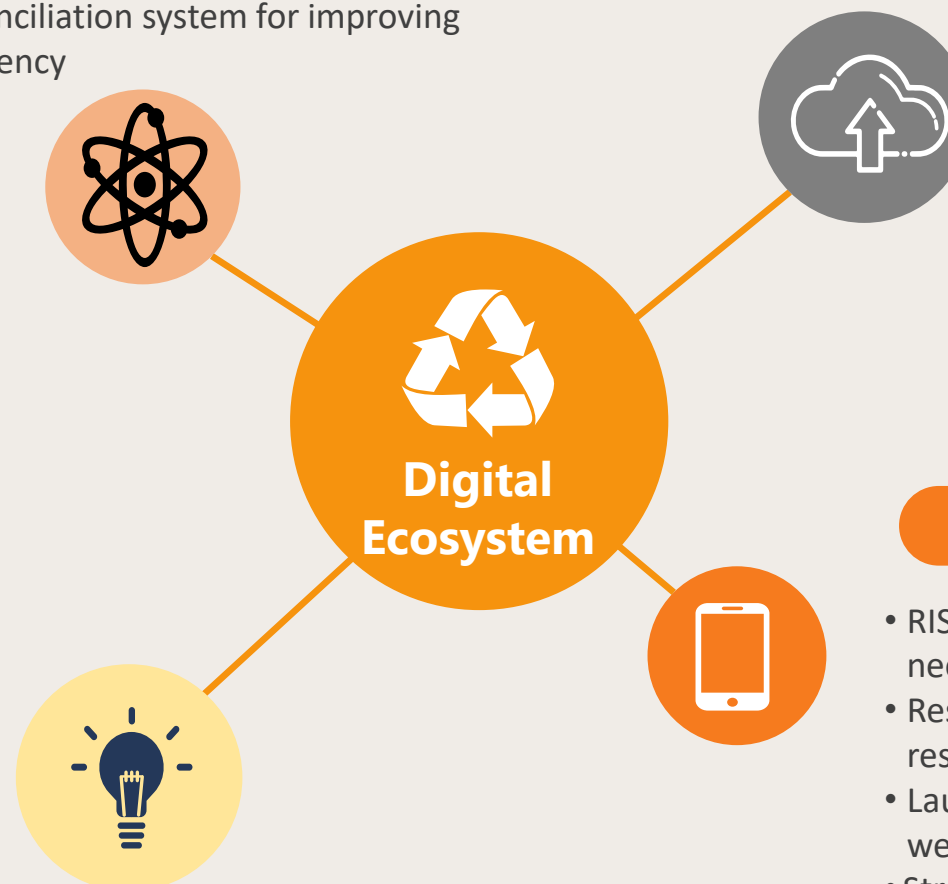 nciliation system for improving
ency
Digital
Ecosystem
• RIS
nec
• Res
res
• Lau
we